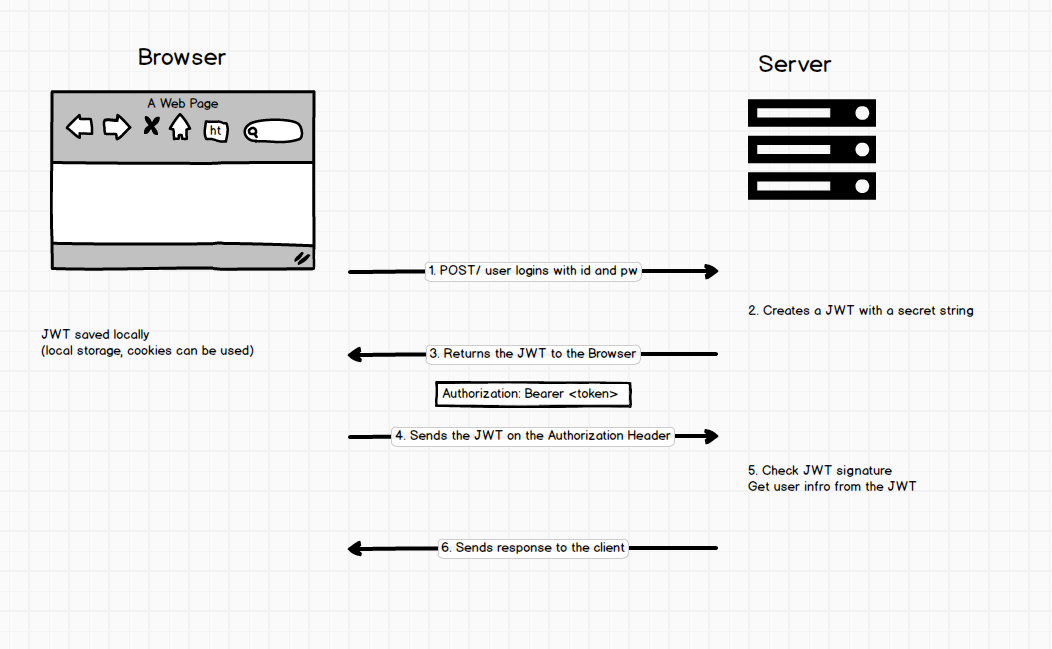 Browser
Server
A Web Page
ht
1. POST/ user logins with id and pw
2. Creates a JWT with a secret string
JWT saved locally
(local storage, cookies can be used)
3. Returns the JWT to the Browser
Authorization: Bearer <token>
4. Sends the JWT on the Authorization Header
5. Check JWT signature
Get user infro from the JWT
6. Sends response to the client